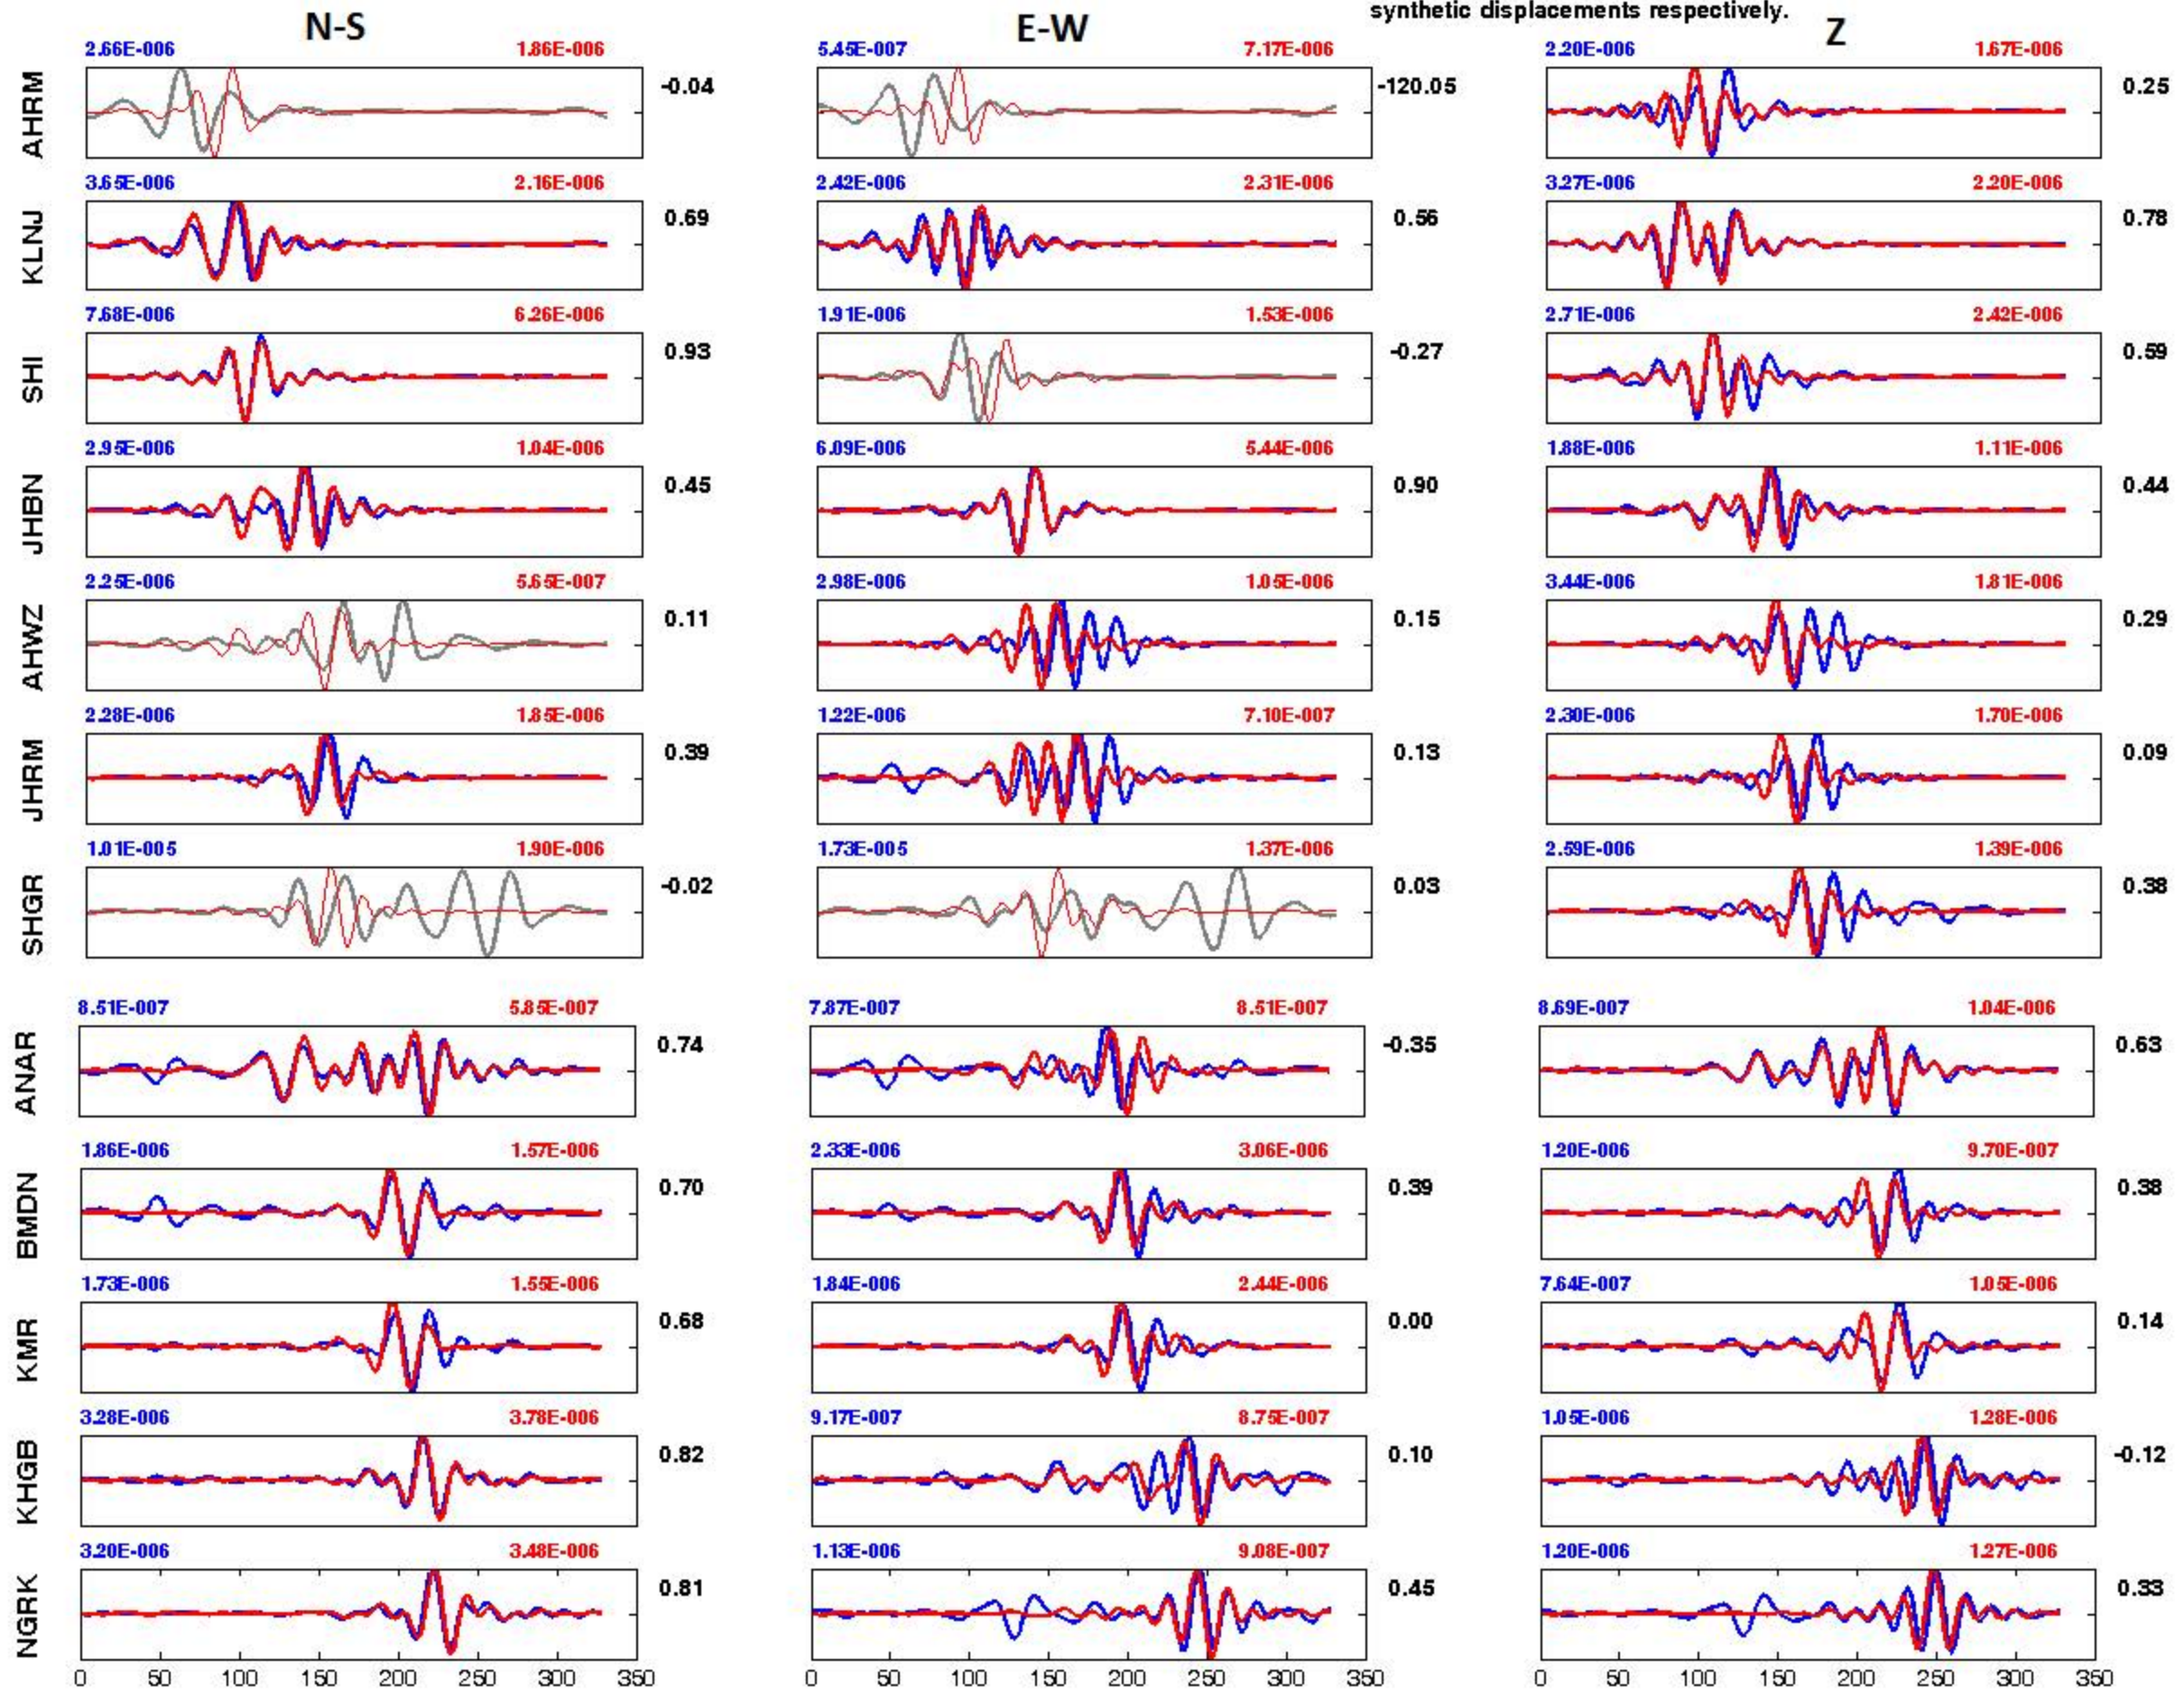 synthetic displacements respectively.
N-S E-W Z
2.66E-006 1.86E-006 5.45E-007 7.17E-006 2.20E-006 1.67E-006
AHRM -0.04 -120.05 0.25
3.65E-006 2.16E-006 2.42E-006 2.31E-006 3.27E-006 2.20E-006
KLNJ 0.69 0.56 0.78
7.68E-006 6.26E-006 1.91E-006 1.53E-006 2.71E-006 2.42E-006
SHI 0.93 -0.27 0.59
2.95E-006 1.04E-006 6.09E-006 5.44E-006 1.88E-006 1.11E-006
JHBN 0.45 0.90 0.44
2.25E-006 5.65E-007 2.98E-006 1.05E-006 3.44E-006 1.81E-006
AHWZ 0.11 0.15 0.29
2.28E-006 1.85E-006 1.22E-006 7.10E-007 2.30E-006 1.70E-006
JHRM 0.39 0.13 0.09
1.01E-005 1.90E-006 1.73E-005 1.37E-006 2.59E-006 1.39E-006
SHGR -0.02 0.03 0.38
8.51E-007 5.85E-007 7.87E-007 8.51E-007 8.69E-007 1.04E-006
ANAR 0.74 -0.35 0.63
1.86E-006 1.57E-006 2.33E-006 3.06E-006 1.20E-006 9.70E-007
BMDN 0.70 0.39 0.38
1.73E-006 1.55E-006 1.84E-006 2.44E-006 7.64E-007 1.05E-006
KMR 0.68 0.00 0.14
3.28E-006 3.78E-006 9.17E-007 8.75E-007 1.05E-006 1.28E-006
KHGB 0.82 0.10 -0.12
3.20E-006 3.48E-006 1.13E-006 9.08E-007 1.20E-006 1.27E-006
NGRK 0.81 0.45 0.33
0 50 100 150 200 250 300 350 0 50 100 150 200 250 300 350 0 50 100 150 200 250 300 350